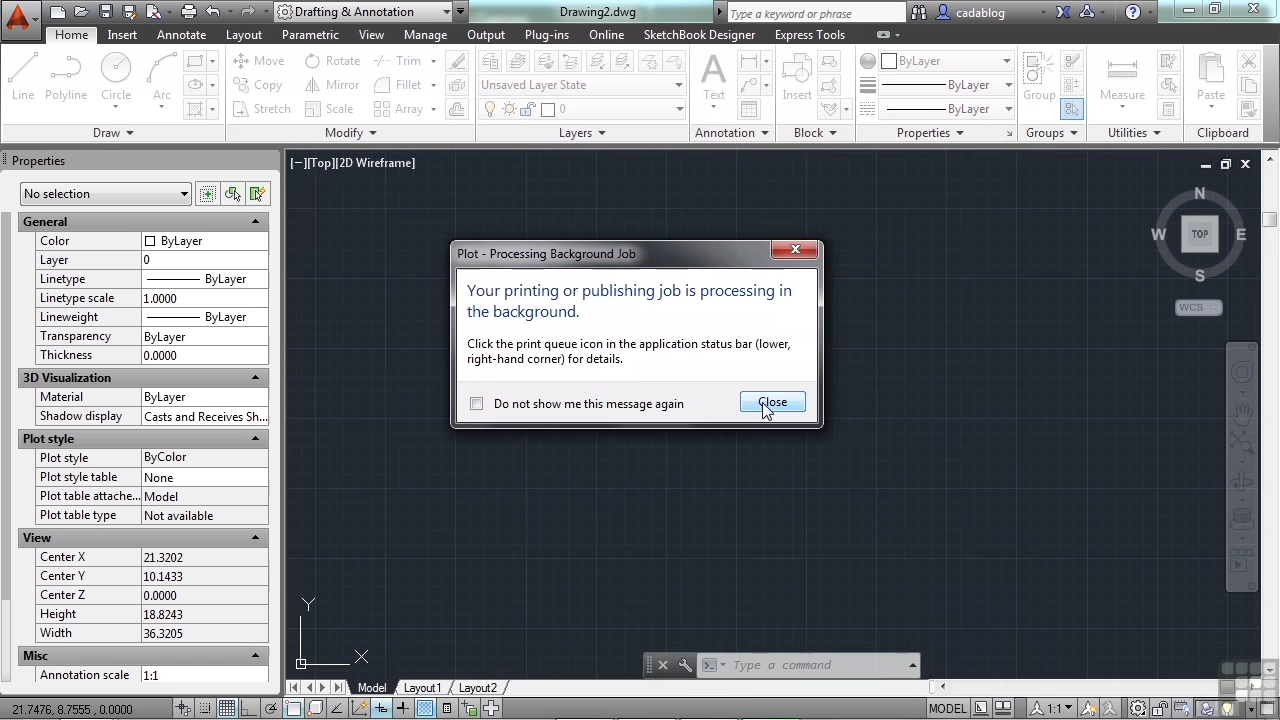 Drafting & Annotation
Drawing2.dwg
Type a keyword or phrase
cadablog
Home
Insert
Annotate
Layout
Parametric
View
Manage
Output
Plug-ins
Online
SketchBook Designer
Express Tools
Line
Polyline
Circle
Arc
Draw
Move
Rotate
Trim
Copy
Mirror
Fillet
Stretch
Scale
Array
Modify
Unsaved Layer State
0
Layers
Text
Annotation
Insert
Block
ByLayer
ByLayer
ByLayer
Properties
Group
Groups
Measure
Utilities
Paste
Clipboard
Properties
No selection
General
Color ByLayer
Layer 0
Linetype ByLayer
Linetype scale 1.0000
Lineweight ByLayer
Transparency ByLayer
Thickness 0.0000
3D Visualization
Material ByLayer
Shadow display Casts and Receives Sh...
Plot style
Plot style ByColor
Plot style table None
Plot table attache... Model
Plot table type Not available
View
Center X 21.3202
Center Y 10.1433
Center Z 0.0000
Height 18.8243
Width 36.3205
Misc
Annotation scale 1:1
[−][Top][2D Wireframe]
N
W TOP E
S
WCS
Plot - Processing Background Job
Your printing or publishing job is processing in
the background.
Click the print queue icon in the application status bar (lower,
right-hand corner) for details.
Do not show me this message again
Close
Y
X
Type a command
Model
Layout1
Layout2
21.7476, 8.7555 , 0.0000
MODEL
1:1